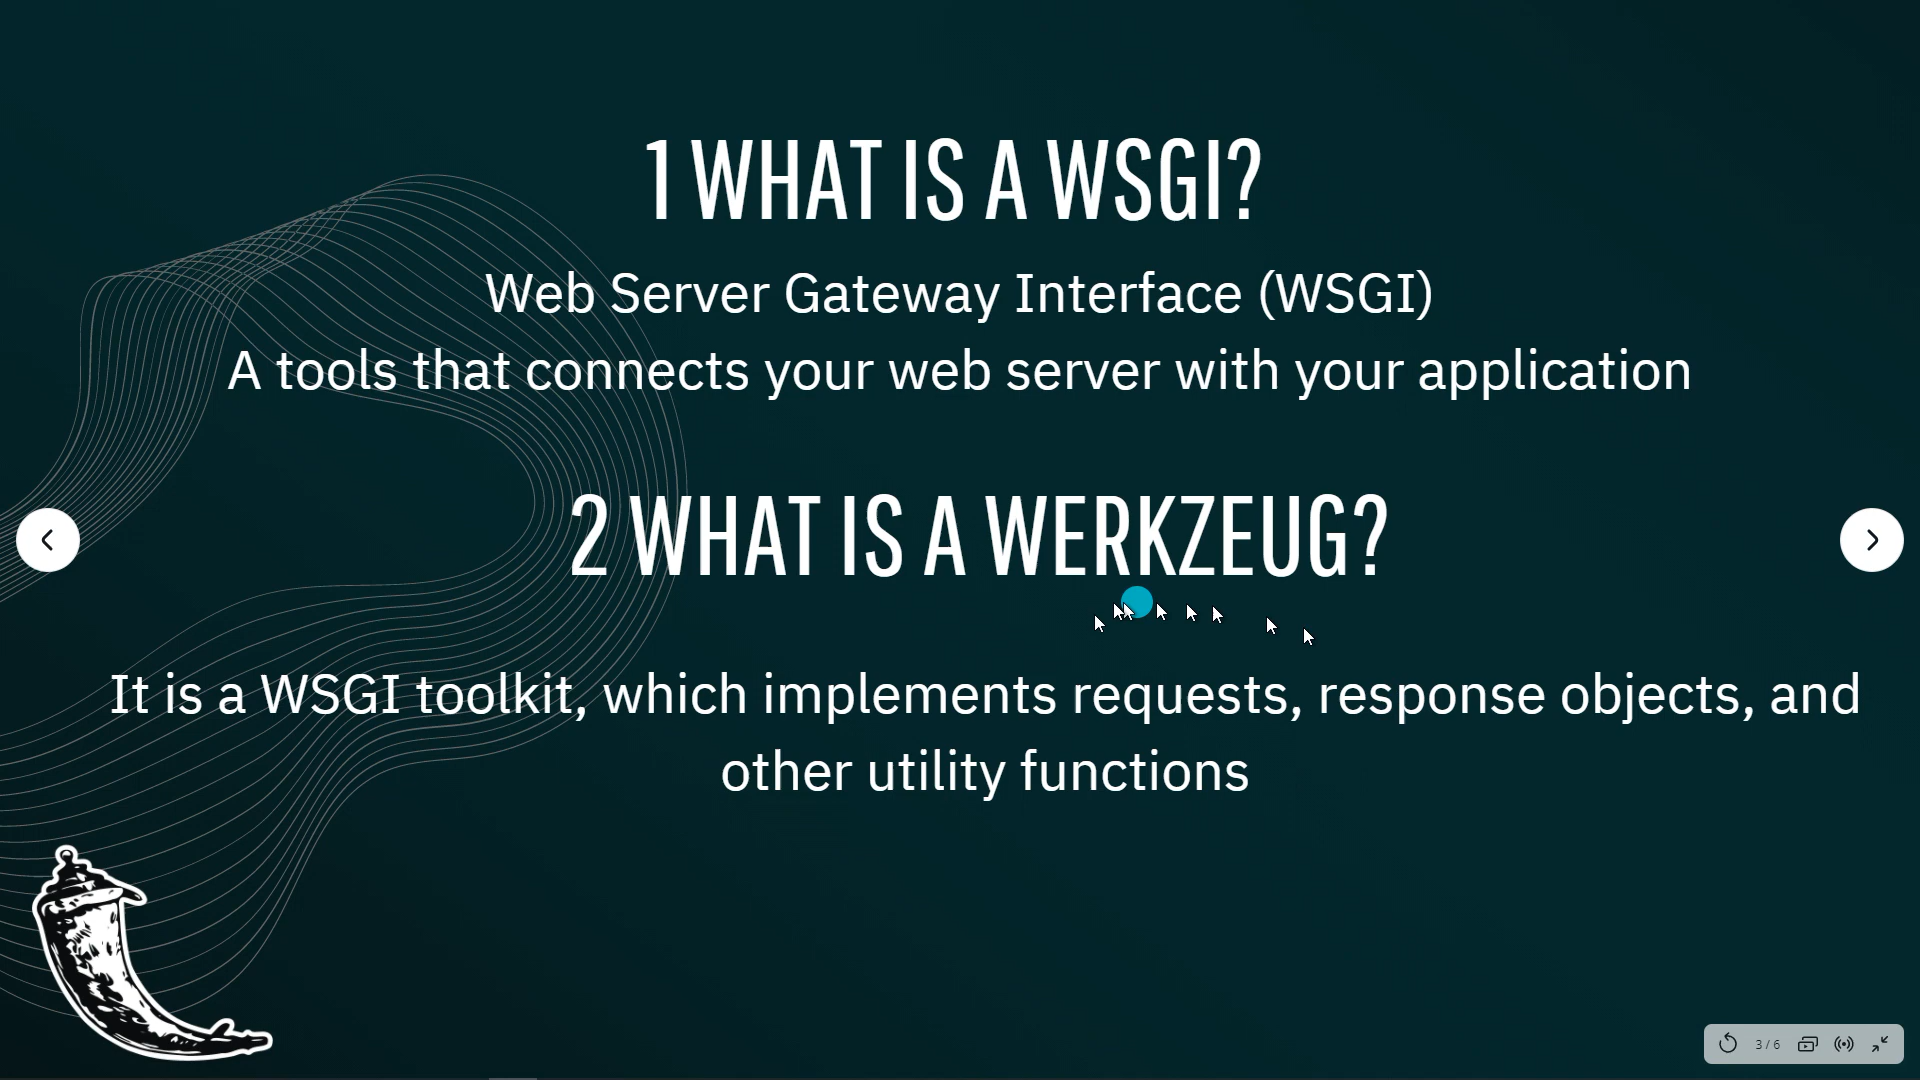 1 WHAT IS A WSGI?
Web Server Gateway Interface (WSGI)
A tools that connects your web server with your application
2 WHAT IS A WERKZEUG?
It is a WSGI toolkit, which implements requests, response objects, and
other utility functions
3 / 6